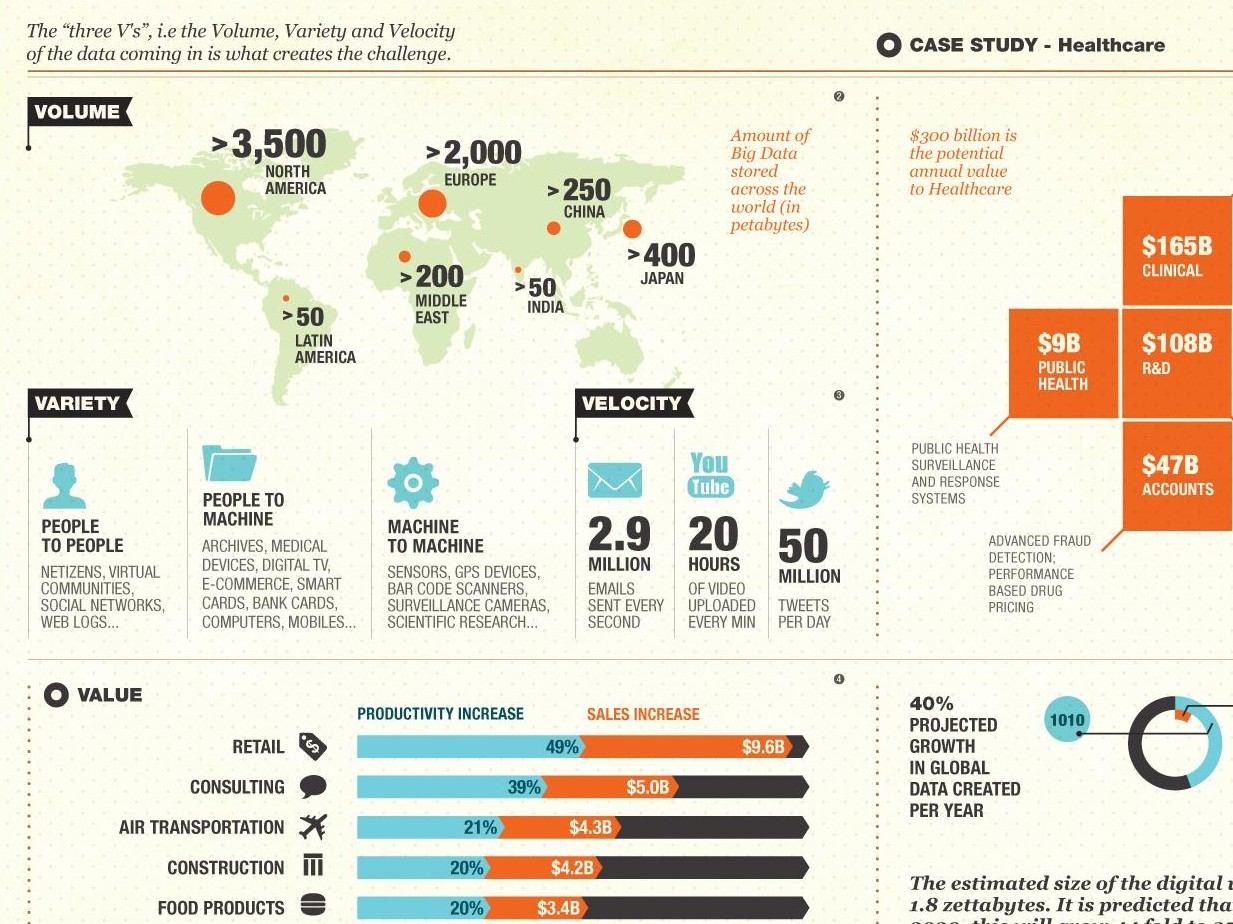 The “three V's”, i.e the Volume, Variety and Velocity
of the data coming in is what creates the challenge.
CASE STUDY - Healthcare
VOLUME
2
>3,500
NORTH
AMERICA
>2,000
EUROPE
>250
CHINA
>400
JAPAN
>200
MIDDLE
EAST
>50
INDIA
>50
LATIN
AMERICA
Amount of
Big Data
stored
across the
world (in
petabytes)
$300 billion is
the potential
annual value
to Healthcare
$165B
CLINICAL
$9B
PUBLIC
HEALTH
$108B
R&D
$47B
ACCOUNTS
PUBLIC HEALTH
SURVEILLANCE
AND RESPONSE
SYSTEMS
ADVANCED FRAUD
DETECTION;
PERFORMANCE
BASED DRUG
PRICING
VARIETY
PEOPLE
TO PEOPLE
NETIZENS, VIRTUAL
COMMUNITIES,
SOCIAL NETWORKS,
WEB LOGS...
PEOPLE TO
MACHINE
ARCHIVES, MEDICAL
DEVICES, DIGITAL TV,
E-COMMERCE, SMART
CARDS, BANK CARDS,
COMPUTERS, MOBILES...
MACHINE
TO MACHINE
SENSORS, GPS DEVICES,
BAR CODE SCANNERS,
SURVEILLANCE CAMERAS,
SCIENTIFIC RESEARCH...
VELOCITY
3
2.9
MILLION
EMAILS
SENT EVERY
SECOND
You
Tube
20
HOURS
OF VIDEO
UPLOADED
EVERY MIN
50
MILLION
TWEETS
PER DAY
VALUE
4
PRODUCTIVITY INCREASE
SALES INCREASE
RETAIL 49% $9.6B
CONSULTING 39% $5.0B
AIR TRANSPORTATION 21% $4.3B
CONSTRUCTION 20% $4.2B
FOOD PRODUCTS 20% $3.4B
40%
PROJECTED
GROWTH
IN GLOBAL
DATA CREATED
PER YEAR
1010
The estimated size of the digital
1.8 zettabytes. It is predicted tha